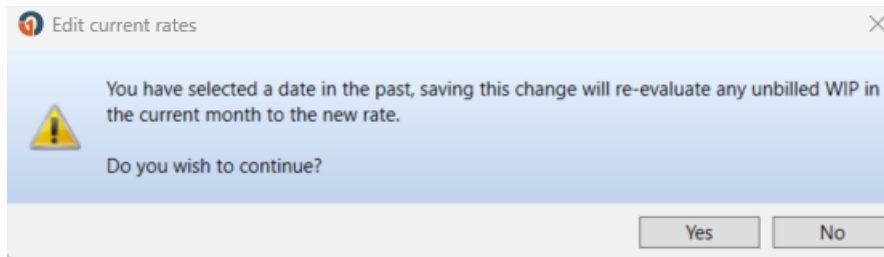 Edit current rates
You have selected a date in the past, saving this change will re-evaluate any unbilled WIP in
the current month to the new rate.
Do you wish to continue?
Yes No